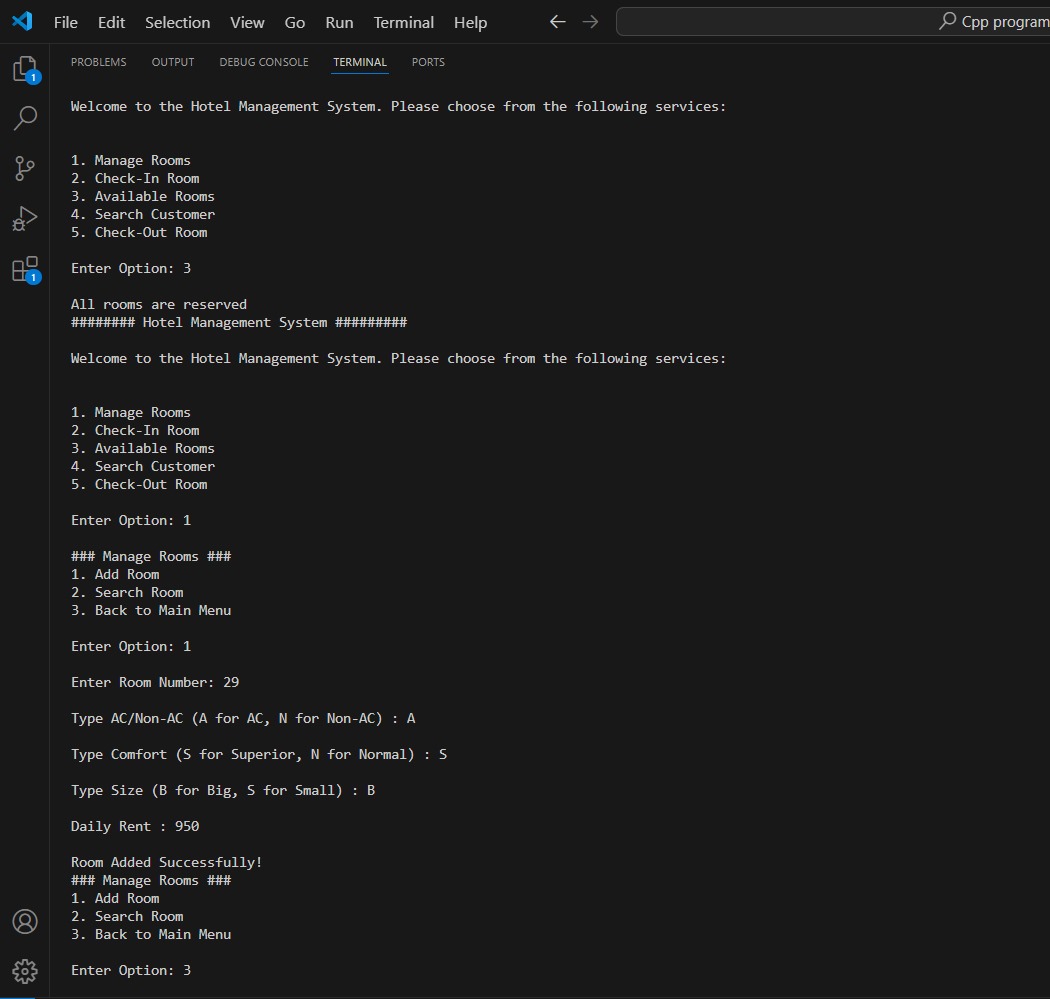 File Edit Selection View Go Run Terminal Help Cpp program
PROBLEMS OUTPUT DEBUG CONSOLE TERMINAL PORTS
Welcome to the Hotel Management System. Please choose from the following services:
1. Manage Rooms
2. Check-In Room
3. Available Rooms
4. Search Customer
5. Check-Out Room
Enter Option: 3
All rooms are reserved
######## Hotel Management System #########
Welcome to the Hotel Management System. Please choose from the following services:
1. Manage Rooms
2. Check-In Room
3. Available Rooms
4. Search Customer
5. Check-Out Room
Enter Option: 1
### Manage Rooms ###
1. Add Room
2. Search Room
3. Back to Main Menu
Enter Option: 1
Enter Room Number: 29
Type AC/Non-AC (A for AC, N for Non-AC) : A
Type Comfort (S for Superior, N for Normal) : S
Type Size (B for Big, S for Small) : B
Daily Rent : 950
Room Added Successfully!
### Manage Rooms ###
1. Add Room
2. Search Room
3. Back to Main Menu
Enter Option: 3
1
1